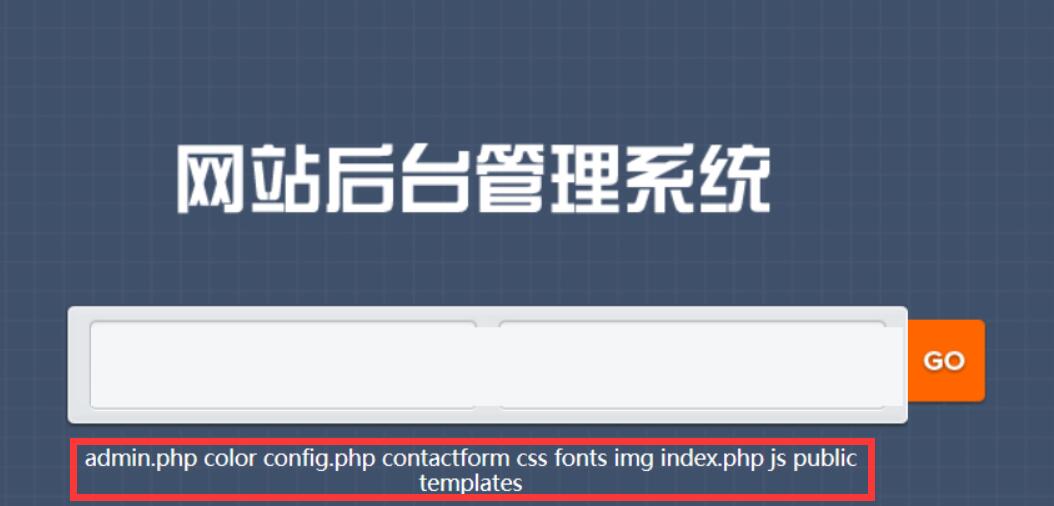 网站后台管理系统
GO
admin.php color config.php contactform css fonts img index.php js public
templates